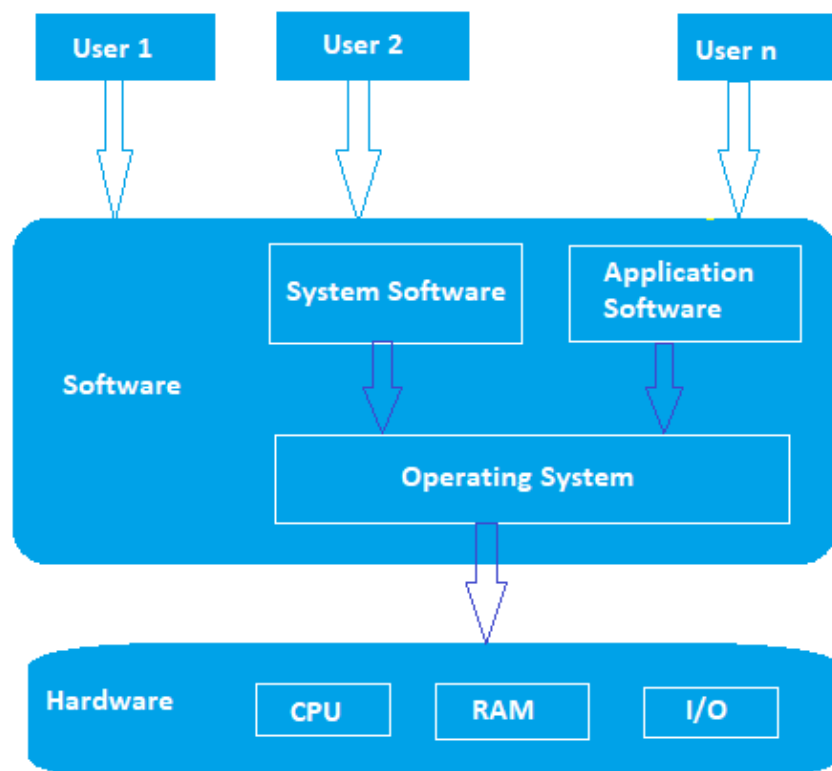 User 1
User 2
User n
System Software
Application
Software
Software
Operating System
Hardware
CPU
RAM
I/O